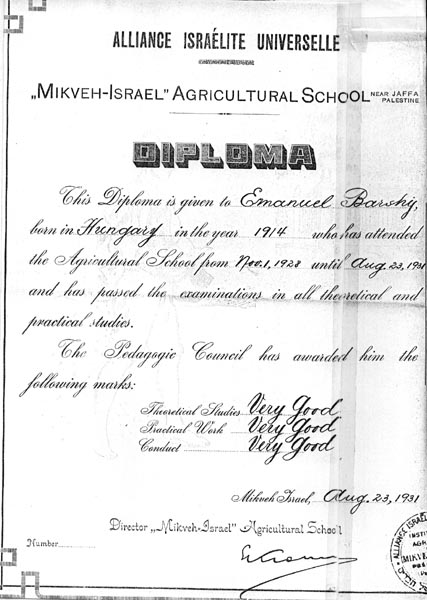 ALLIANCE ISRAÉLITE UNIVERSELLE
„MIKVEH-ISRAEL” AGRICULTURAL SCHOOL NEAR JAFFA PALESTINE
DIPLOMA
This Diploma is given to Emanuel Barsky,
born in Hungary in the year 1914 who has attended
the Agricultural School from Nov. 1, 1928 until Aug. 23, 1931
and has passed the examinations in all theoretical and
practical studies.
The Pedagogic Council has awarded him the
following marks:
Theoretical Studies Very Good
Practical Work Very Good
Conduct Very Good
Mikveh Israel, Aug. 23, 1931
Director „Mikveh-Israel” Agricultural School
Number
ALLIANCE ISRAÉL